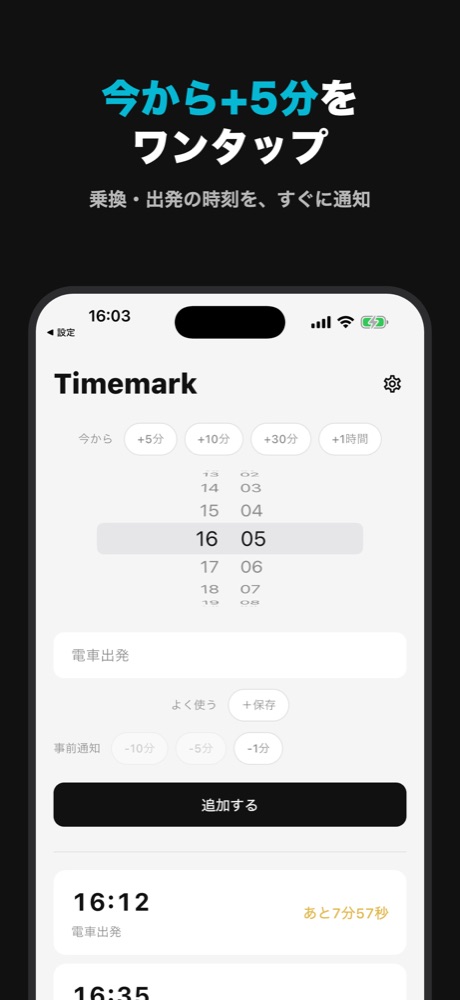 今から+5分を
ワンタップ
乗換・出発の時刻を、すぐに通知
16:03
◀ 設定
Timemark
今から +5分 +10分 +30分 +1時間
13 02
14 03
15 04
16 05
17 06
18 07
19 08
電車出発
よく使う +保存
事前通知 -10分 -5分 -1分
追加する
16:12
あと7分57秒
電車出発
16:35